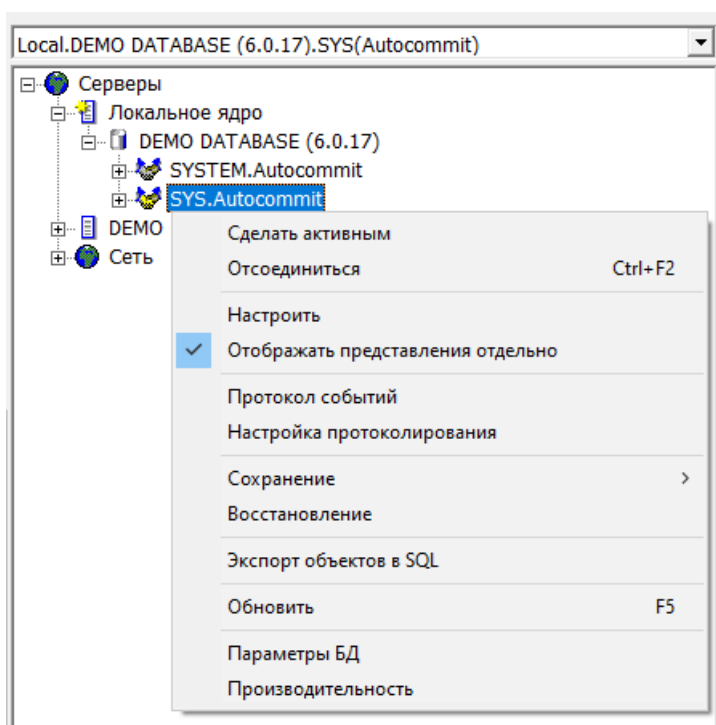 Local.DEMO DATABASE (6.0.17).SYS(Autocommit)
Серверы
Локальное ядро
DEMO DATABASE (6.0.17)
SYSTEM.Autocommit
SYS.Autocommit
DEMO
Сеть
Сделать активным
Отсоединиться Ctrl+F2
Настроить
Отображать представления отдельно
Протокол событий
Настройка протоколирования
Сохранение
Восстановление
Экспорт объектов в SQL
Обновить F5
Параметры БД
Производительность